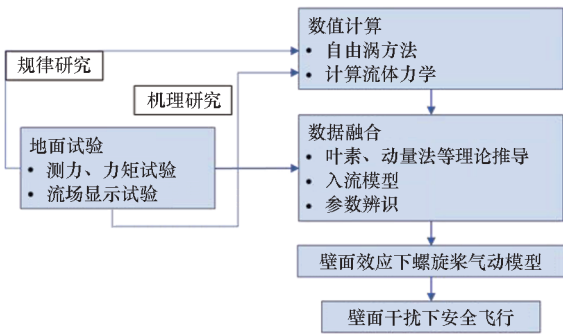 数值计算
• 自由涡方法
• 计算流体力学
规律研究
机理研究
地面试验
• 测力、力矩试验
• 流场显示试验
数据融合
• 叶素、动量法等理论推导
• 入流模型
• 参数辨识
壁面效应下螺旋桨气动模型
壁面干扰下安全飞行